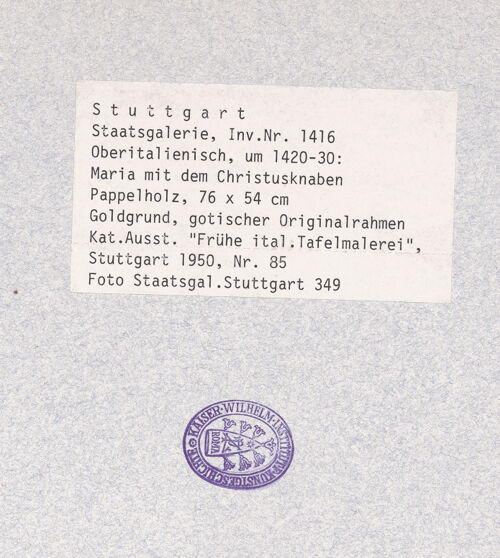 Stuttgart
Staatsgalerie, Inv.Nr. 1416
Oberitalienisch, um 1420-30:
Maria mit dem Christusknaben
Pappelholz, 76 x 54 cm
Goldgrund, gotischer Originalrahmen
Kat.Ausst. "Frühe ital.Tafelmalerei",
Stuttgart 1950, Nr. 85
Foto Staatsgal.Stuttgart 349
KAISER·WILHELM·INSTITUT·
KUNSTGESCHICHTE
ROMA